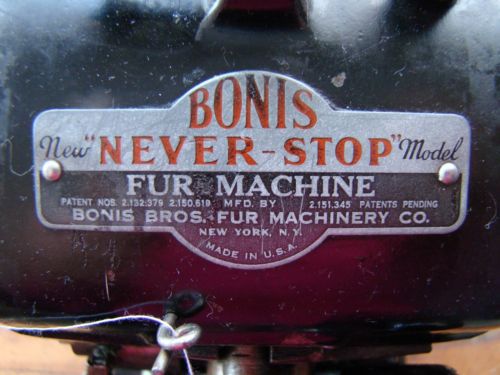 BONIS
New "NEVER-STOP" Model
FUR MACHINE
PATENT NOS. 2.132.379 2.150.619 MFD. BY 2.151.345 PATENTS PENDING
BONIS BROS. FUR MACHINERY CO.
NEW YORK, N.Y.
MADE IN U.S.A.